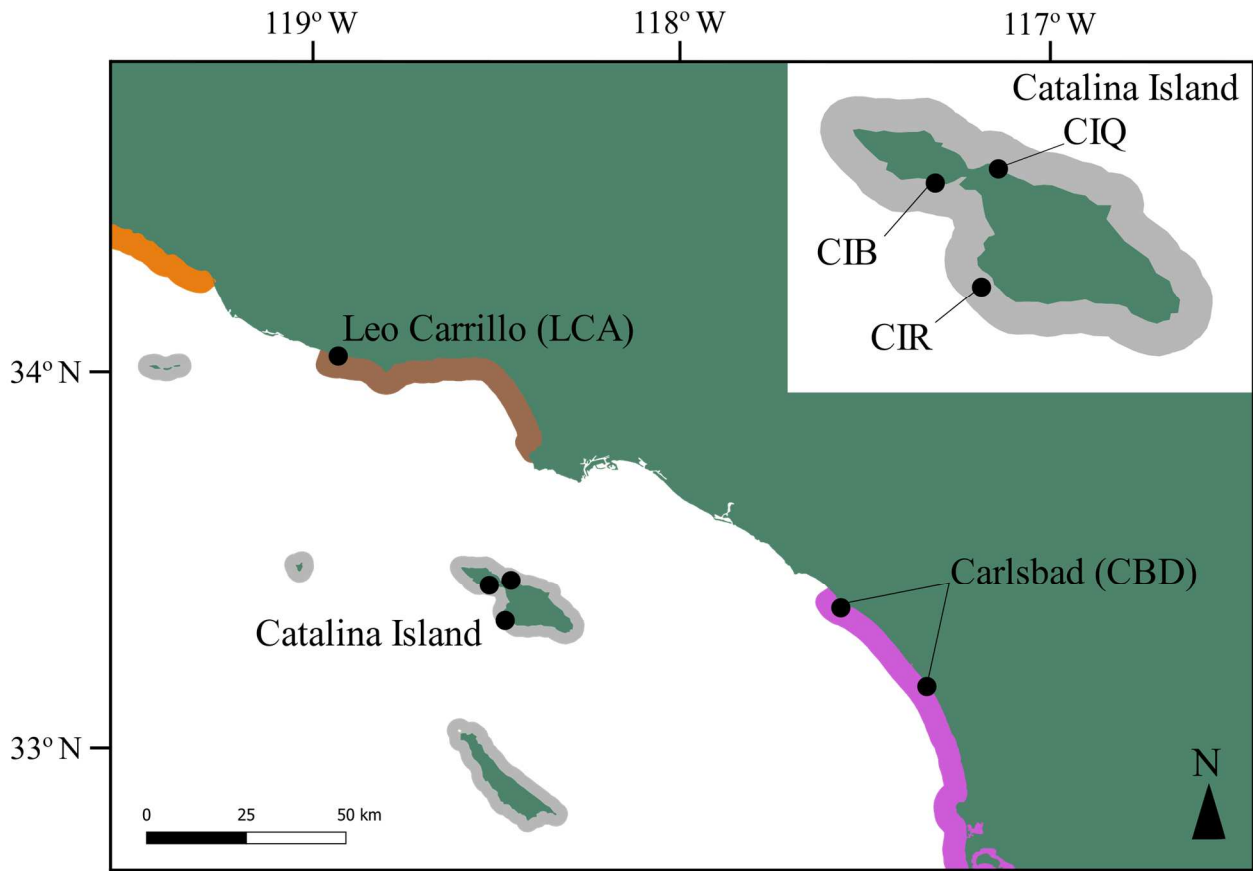 119° W 118° W 117° W
Catalina Island
CIQ
CIB
CIR
Leo Carrillo (LCA)
34° N
Carlsbad (CBD)
Catalina Island
33° N
N
0 25 50 km